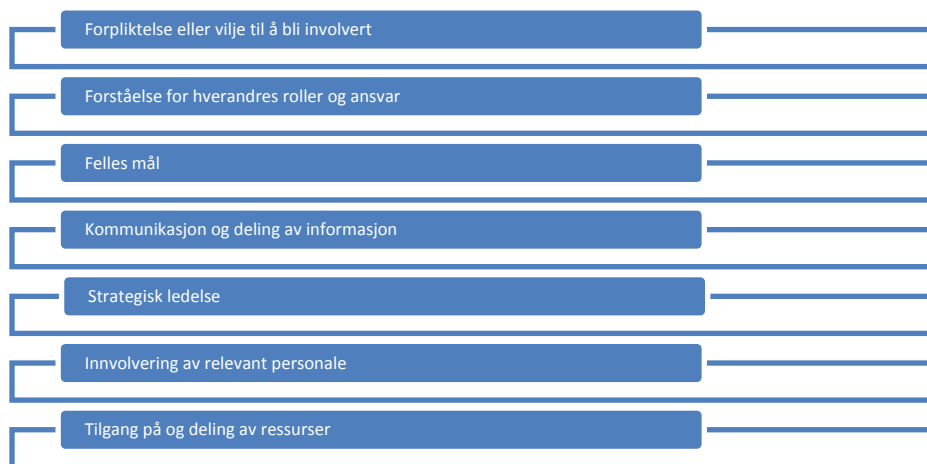 Forpliktelse eller vilje til å bli involvert
Forståelse for hverandres roller og ansvar
Felles mål
Kommunikasjon og deling av informasjon
Strategisk ledelse
Innvolvering av relevant personale
Tilgang på og deling av ressurser